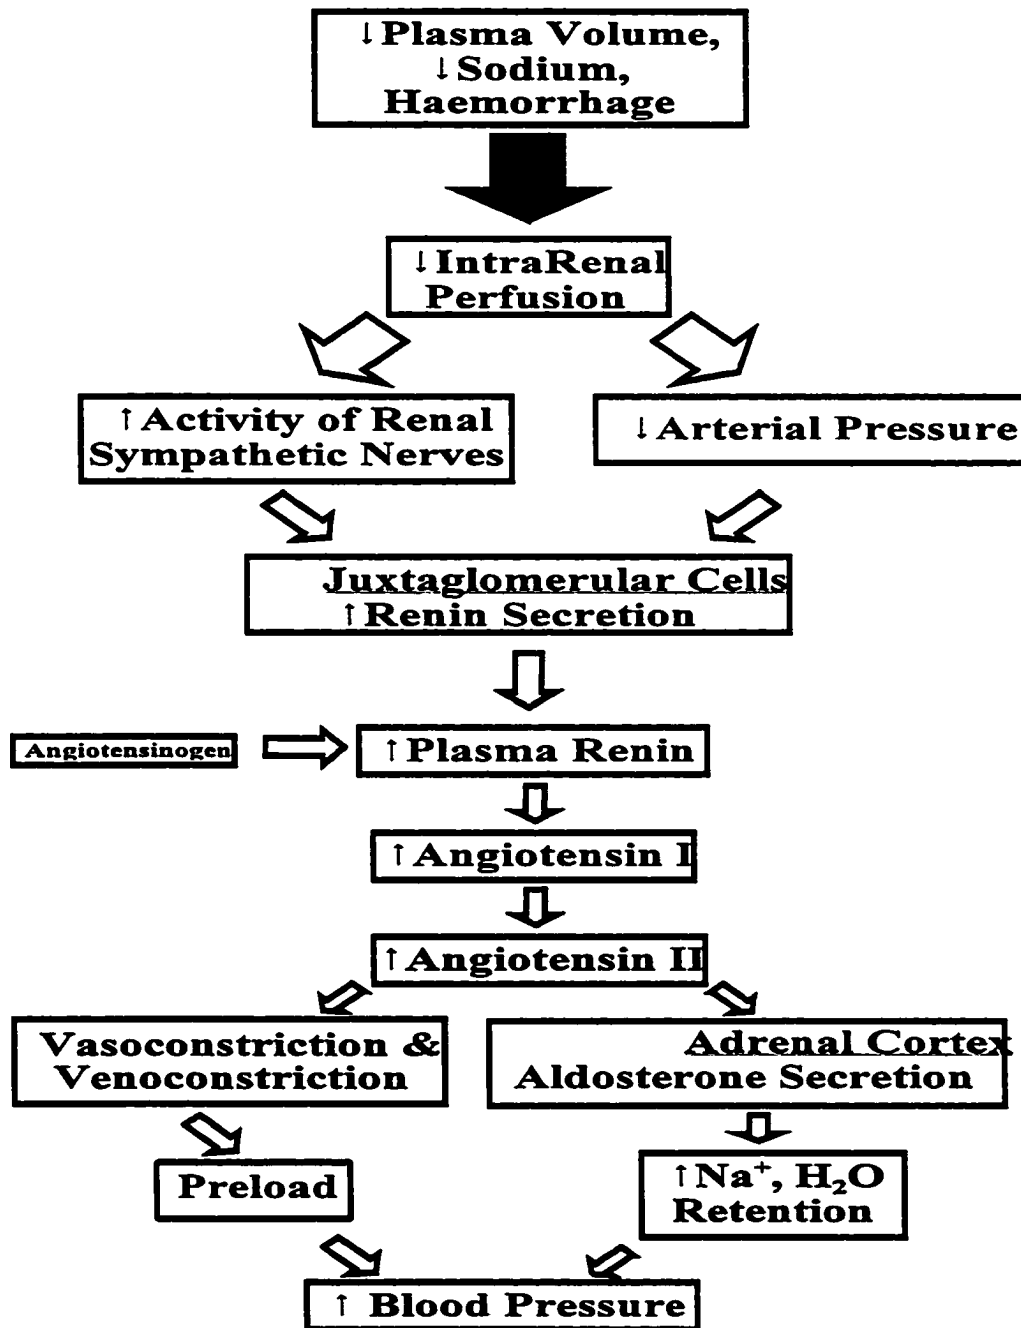 ↓Plasma Volume,
↓Sodium,
Haemorrhage
↓IntraRenal
Perfusion
↑Activity of Renal
Sympathetic Nerves
↓Arterial Pressure
Juxtaglomerular Cells
↑Renin Secretion
Angiotensinogen
↑Plasma Renin
↑Angiotensin I
↑Angiotensin II
Vasoconstriction &
Venoconstriction
Adrenal Cortex
Aldosterone Secretion
Preload
↑Na⁺, H₂O
Retention
↑ Blood Pressure